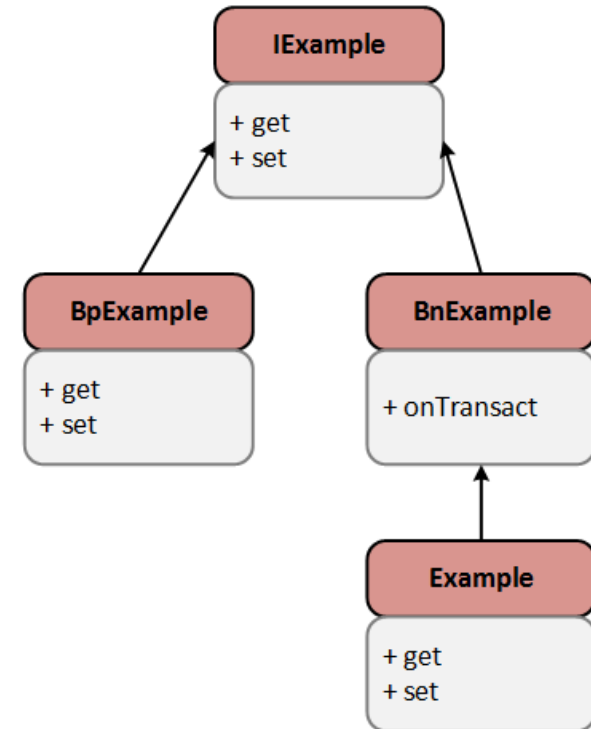 IExample
+ get
+ set
BpExample
+ get
+ set
BnExample
+ onTransact
Example
+ get
+ set